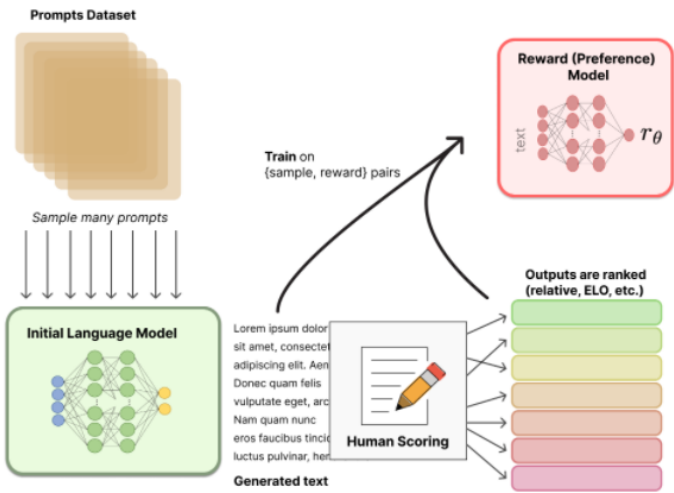 Prompts Dataset
Sample many prompts
Initial Language Model
Train on
{sample, reward} pairs
Reward (Preference)
Model
text
rθ
Lorem ipsum dolor
sit amet, consectet
adipiscing elit. Aen
Donec quam felis
vulputate eget, arc
Nam quam nunc
eros faucibus tincid
luctus pulvinar, her
Generated text
Human Scoring
Outputs are ranked
(relative, ELO, etc.)